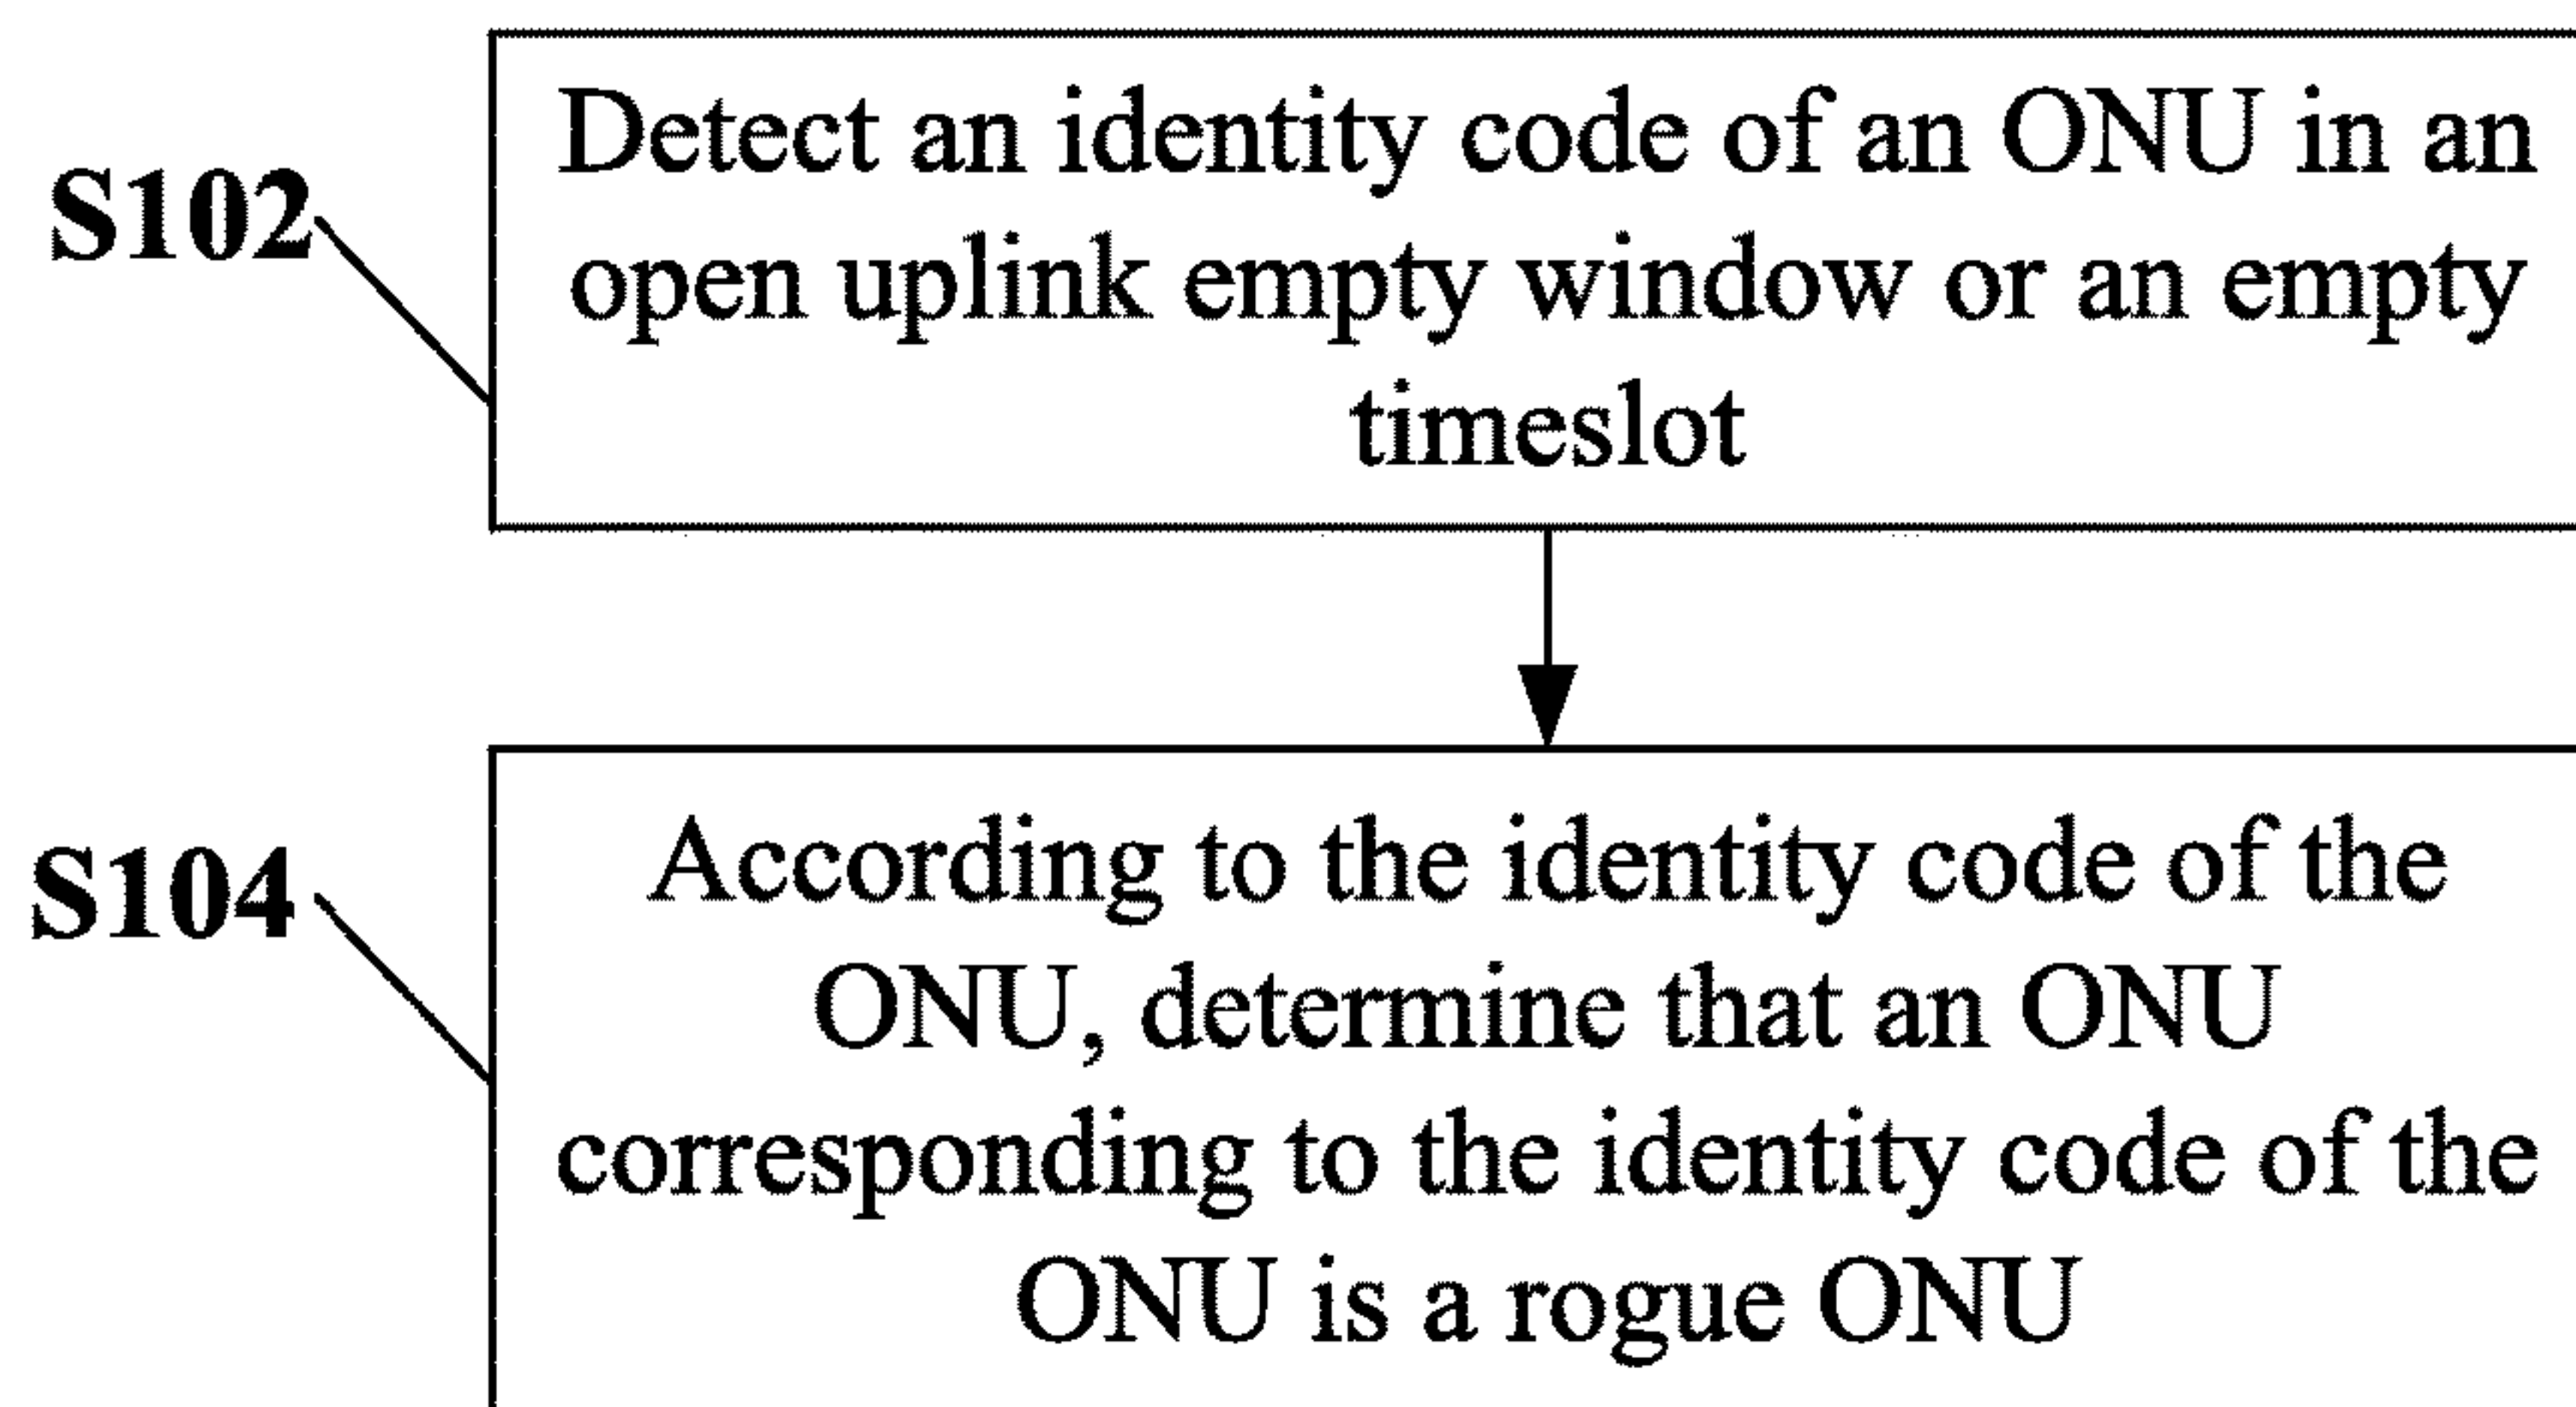 S102
Detect an identity code of an ONU in an
open uplink empty window or an empty
timeslot
S104
According to the identity code of the
ONU, determine that an ONU
corresponding to the identity code of the
ONU is a rogue ONU